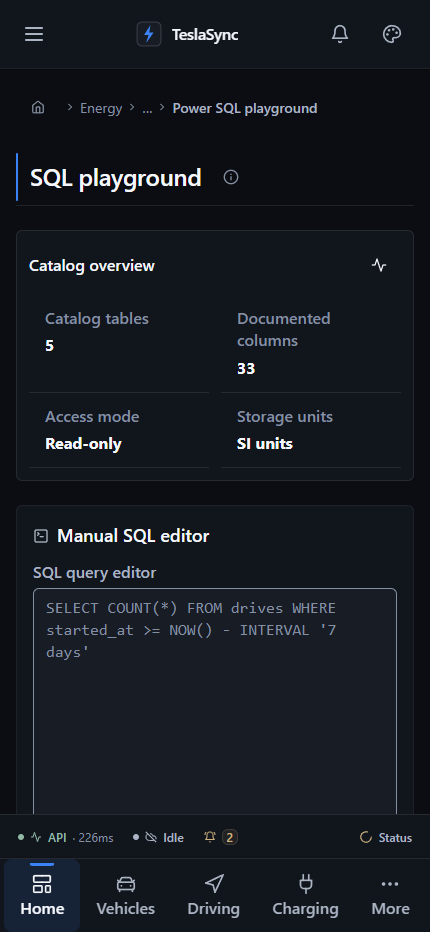 TeslaSync
Energy
...
Power SQL playground
SQL playground
Catalog overview
Catalog tables
5
Documented
columns
33
Access mode
Read-only
Storage units
SI units
Manual SQL editor
SQL query editor
SELECT COUNT(*) FROM drives WHERE
started_at >= NOW() - INTERVAL '7
days'
API · 226ms
Idle
2
Status
Home
Vehicles
Driving
Charging
More